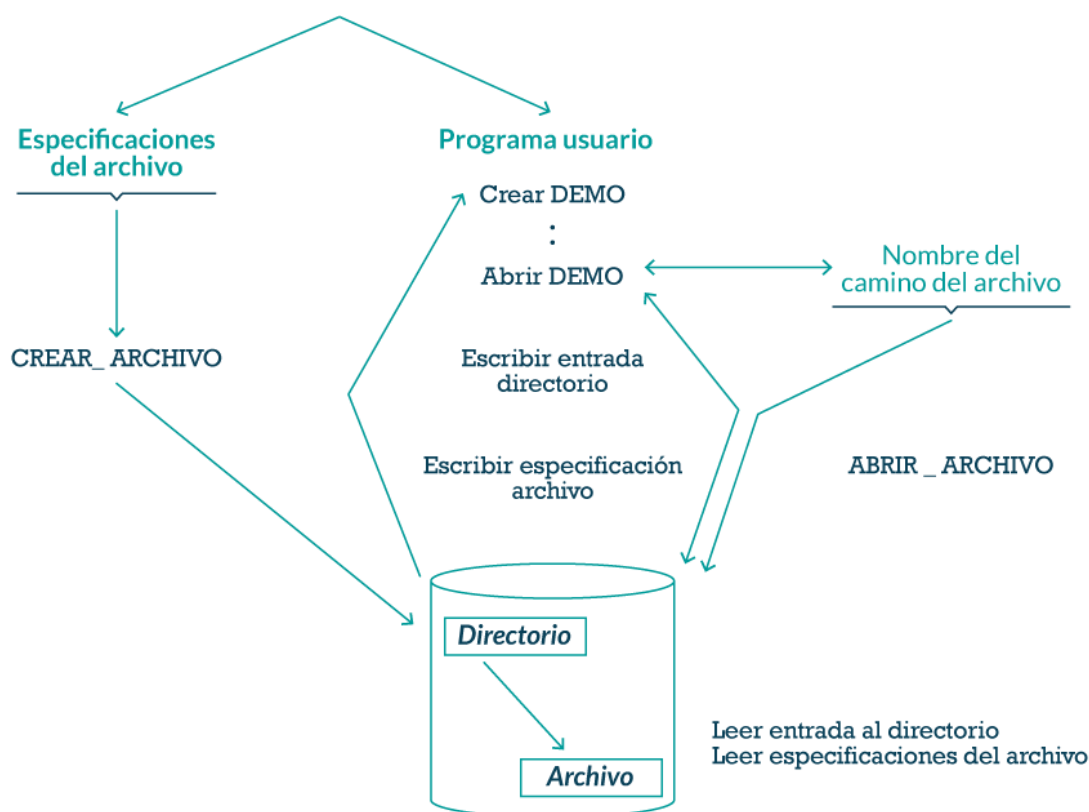 Especificaciones
del archivo
Programa usuario
Crear DEMO
:
Abrir DEMO
Nombre del
camino del archivo
CREAR_ ARCHIVO
Escribir entrada
directorio
Escribir especificación
archivo
ABRIR _ ARCHIVO
Directorio
Archivo
Leer entrada al directorio
Leer especificaciones del archivo